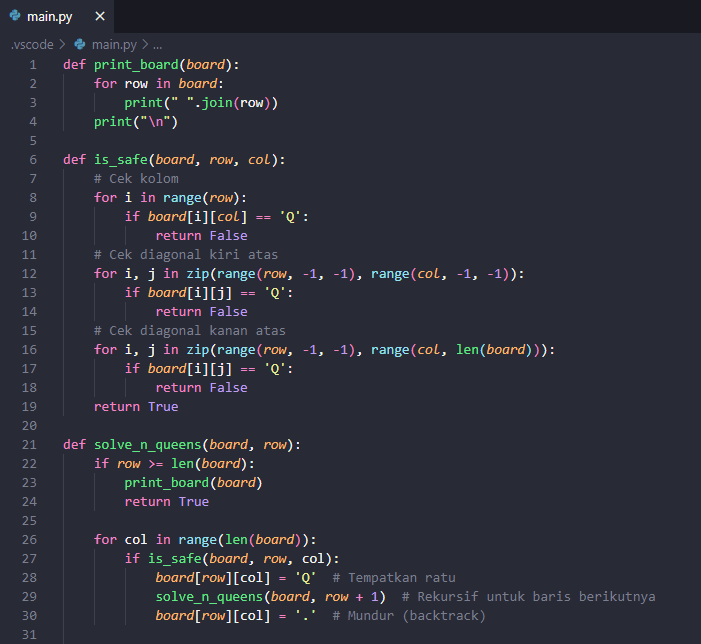 main.py ×
.vscode > main.py > ...
1 def print_board(board):
2     for row in board:
3         print(" ".join(row))
4     print("\n")
5
6 def is_safe(board, row, col):
7     # Cek kolom
8     for i in range(row):
9         if board[i][col] == 'Q':
10             return False
11     # Cek diagonal kiri atas
12     for i, j in zip(range(row, -1, -1), range(col, -1, -1)):
13         if board[i][j] == 'Q':
14             return False
15     # Cek diagonal kanan atas
16     for i, j in zip(range(row, -1, -1), range(col, len(board))):
17         if board[i][j] == 'Q':
18             return False
19     return True
20
21 def solve_n_queens(board, row):
22     if row >= len(board):
23         print_board(board)
24         return True
25
26     for col in range(len(board)):
27         if is_safe(board, row, col):
28             board[row][col] = 'Q'  # Tempatkan ratu
29             solve_n_queens(board, row + 1)  # Rekursif untuk baris berikutnya
30             board[row][col] = '.'  # Mundur (backtrack)
31